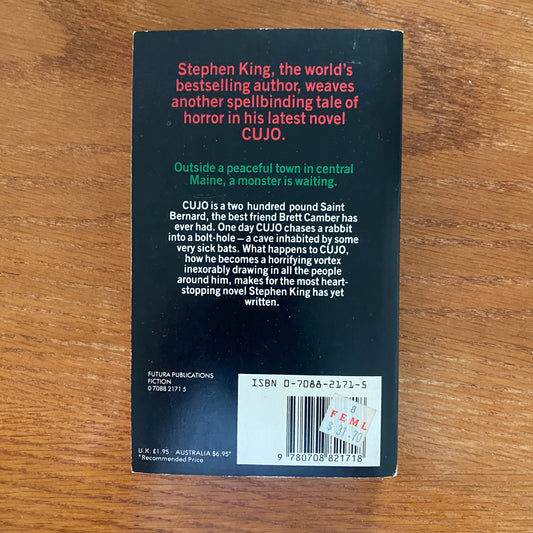 Stephen King, the world's
bestselling author, weaves
another spellbinding tale of
horror in his latest novel
CUJO.
Outside a peaceful town in central
Maine, a monster is waiting.
CUJO is a two hundred pound Saint
Bernard, the best friend Brett Camber has
ever had. One day CUJO chases a rabbit
into a bolt-hole – a cave inhabited by some
very sick bats. What happens to CUJO,
how he becomes a horrifying vortex
inexorably drawing in all the people
around him, makes for the most heart-
stopping novel Stephen King has yet
written.
FUTURA PUBLICATIONS
FICTION
0 7088 2171 5
ISBN 0-7088-2171-5
8
FEML
$ 31.70
9 780708 821718
U.K. £1.95 · AUSTRALIA $6.95*
*Recommended Price